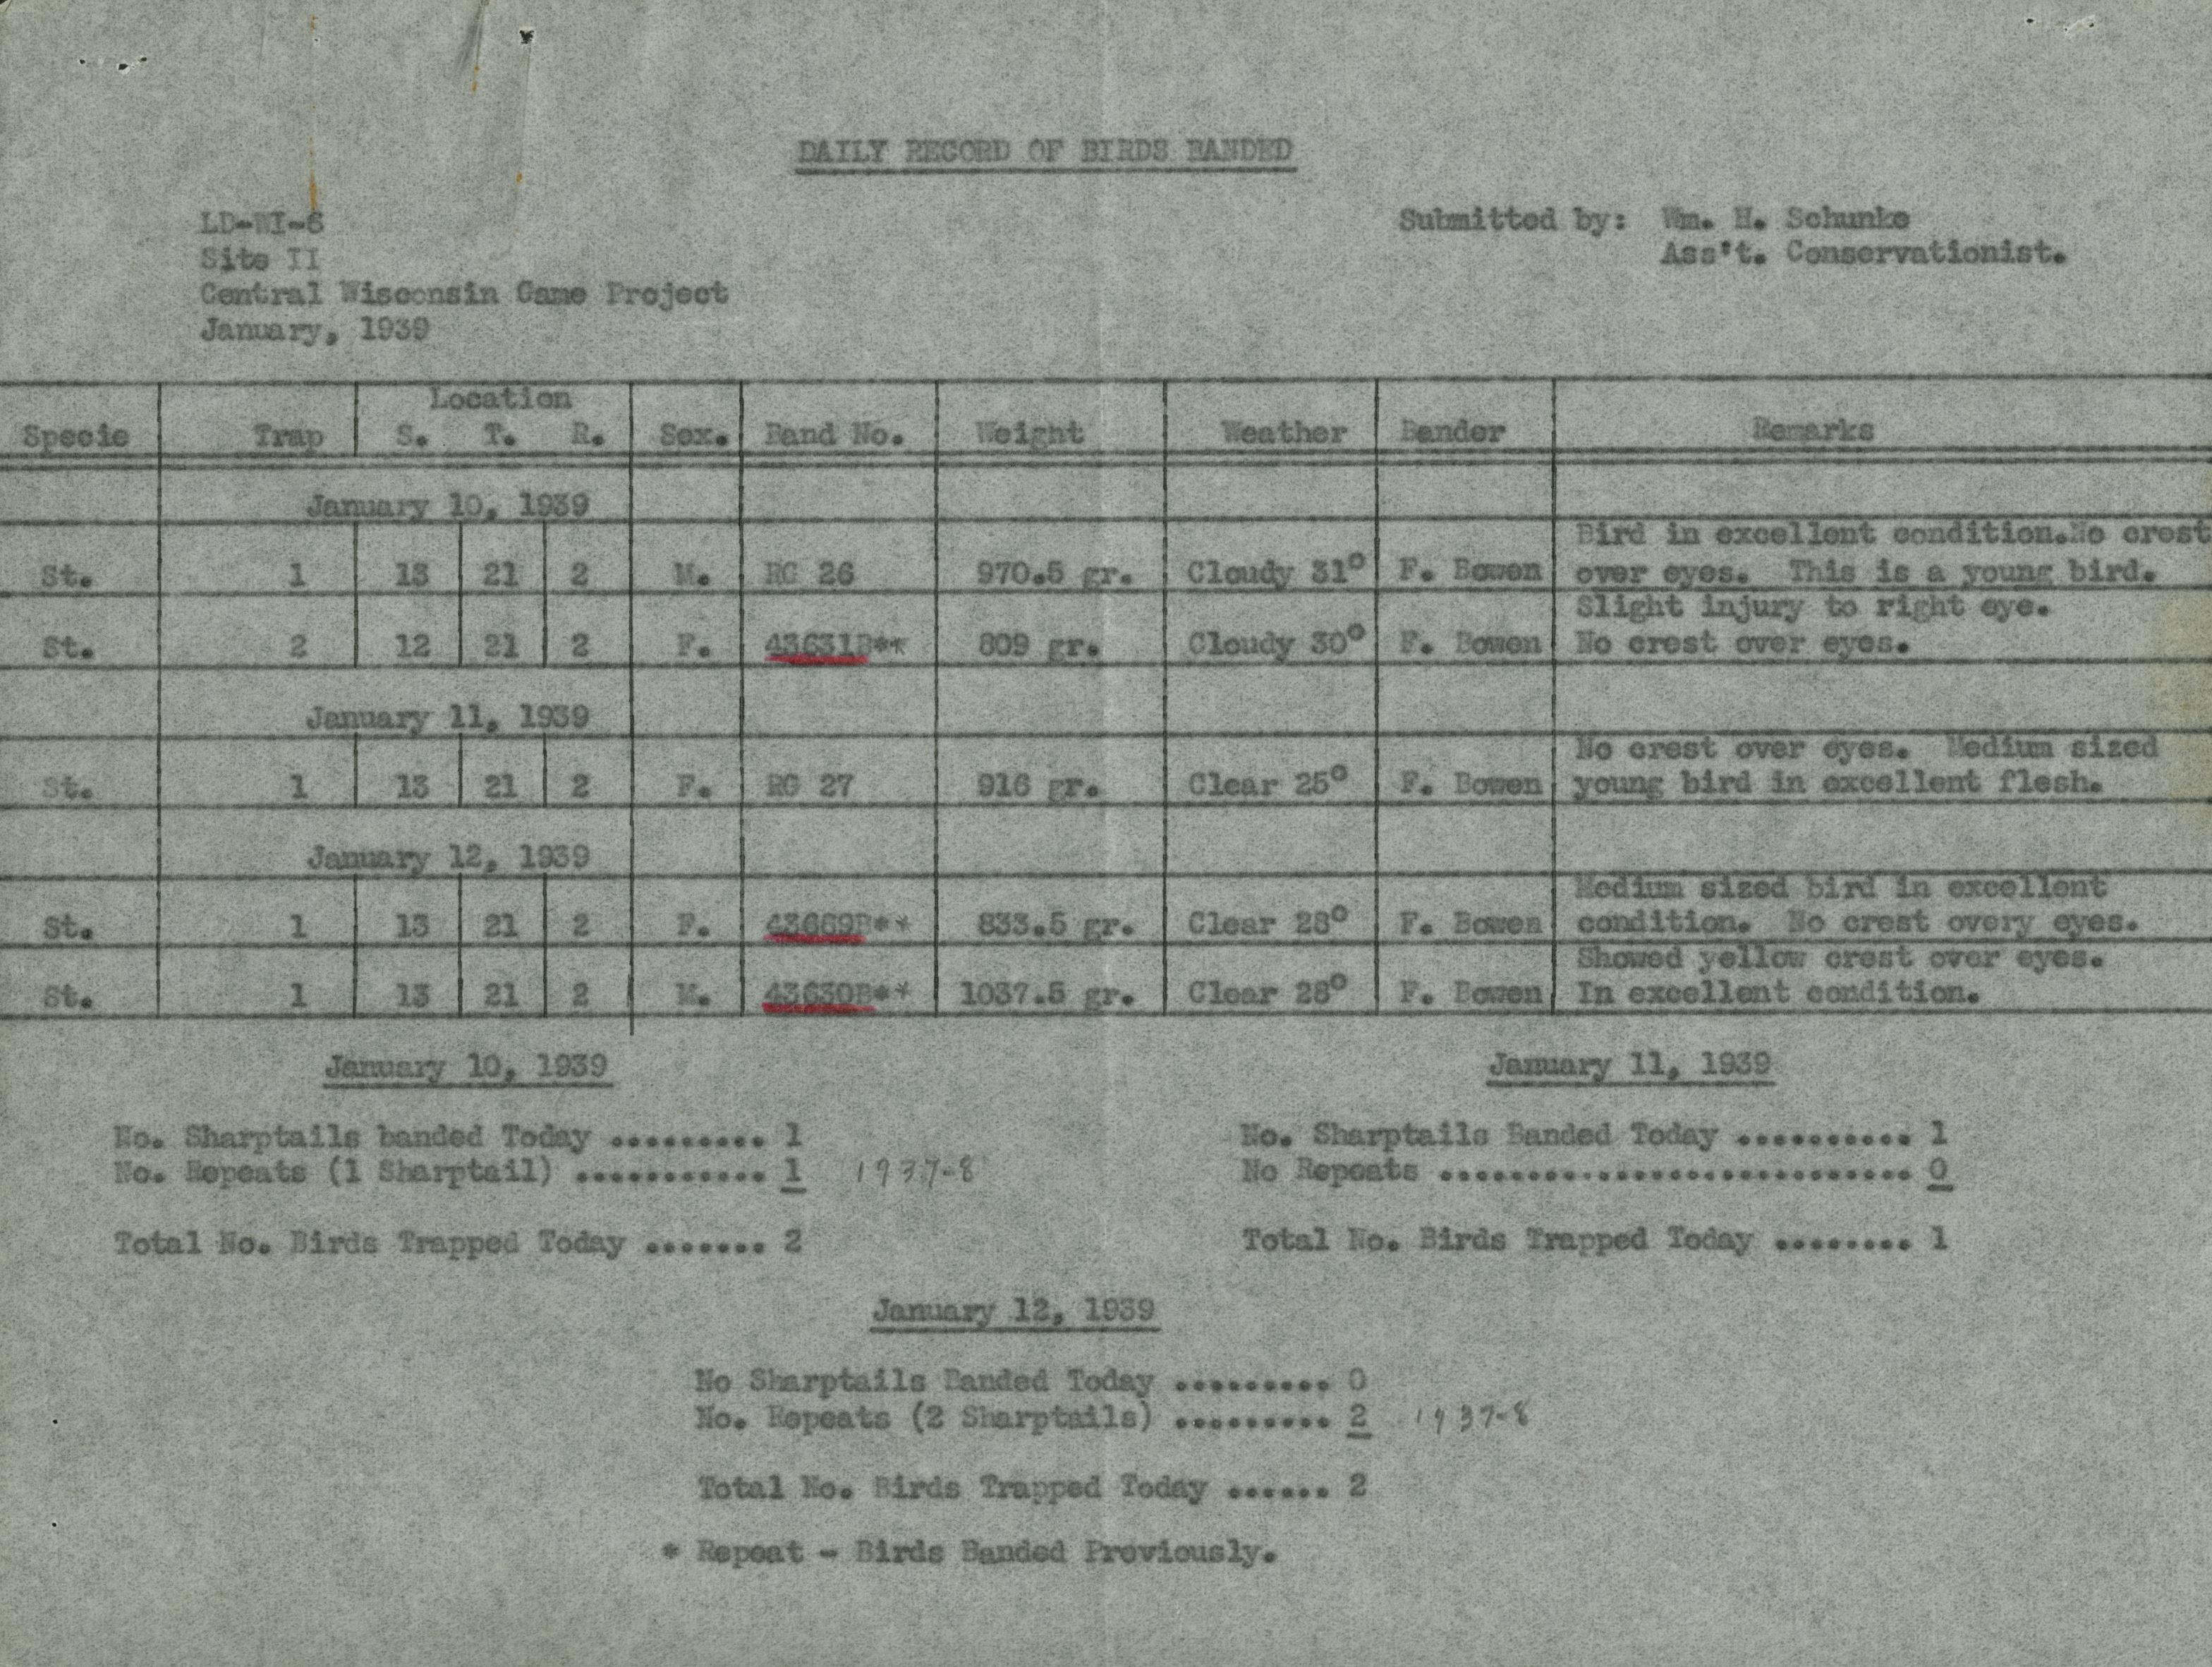 DAILY RECORD OF BIRDS BANDED
LD-WI-6
Site II
Central Wisconsin Game Project
January, 1939
Submitted by: Wm. H. Schunke
Ass't. Conservationist.
Location
Specie Trap S. T. R. Sex. Band No. Weight Weather Bander Remarks
January 10, 1939
Bird in excellent condition.No crest
St. 1 13 21 2 M. RG 26 970.5 gr. Cloudy 31° F. Bowen over eyes. This is a young bird.
Slight injury to right eye.
St. 2 12 21 2 F. 43631B** 809 gr. Cloudy 30° F. Bowen No crest over eyes.
January 11, 1939
No crest over eyes. Medium sized
St. 1 13 21 2 F. RG 27 916 gr. Clear 25° F. Bowen young bird in excellent flesh.
January 12, 1939
Medium sized bird in excellent
St. 1 13 21 2 F. 43669B** 833.5 gr. Clear 28° F. Bowen condition. No crest overy eyes.
Showed yellow crest over eyes.
St. 1 13 21 2 M. 43630B** 1037.5 gr. Clear 28° F. Bowen In excellent condition.
January 10, 1939
No. Sharptails banded Today ......... 1
No. Repeats (1 Sharptail) ........... 1 1937-8
Total No. Birds Trapped Today ....... 2
January 11, 1939
No. Sharptails Banded Today .......... 1
No Repeats ........................... 0
Total No. Birds Trapped Today ........ 1
January 12, 1939
No Sharptails Banded Today ......... 0
No. Repeats (2 Sharptails) ......... 2 1937-8
Total No. Birds Trapped Today ...... 2
* Repeat - Birds Banded Previously.